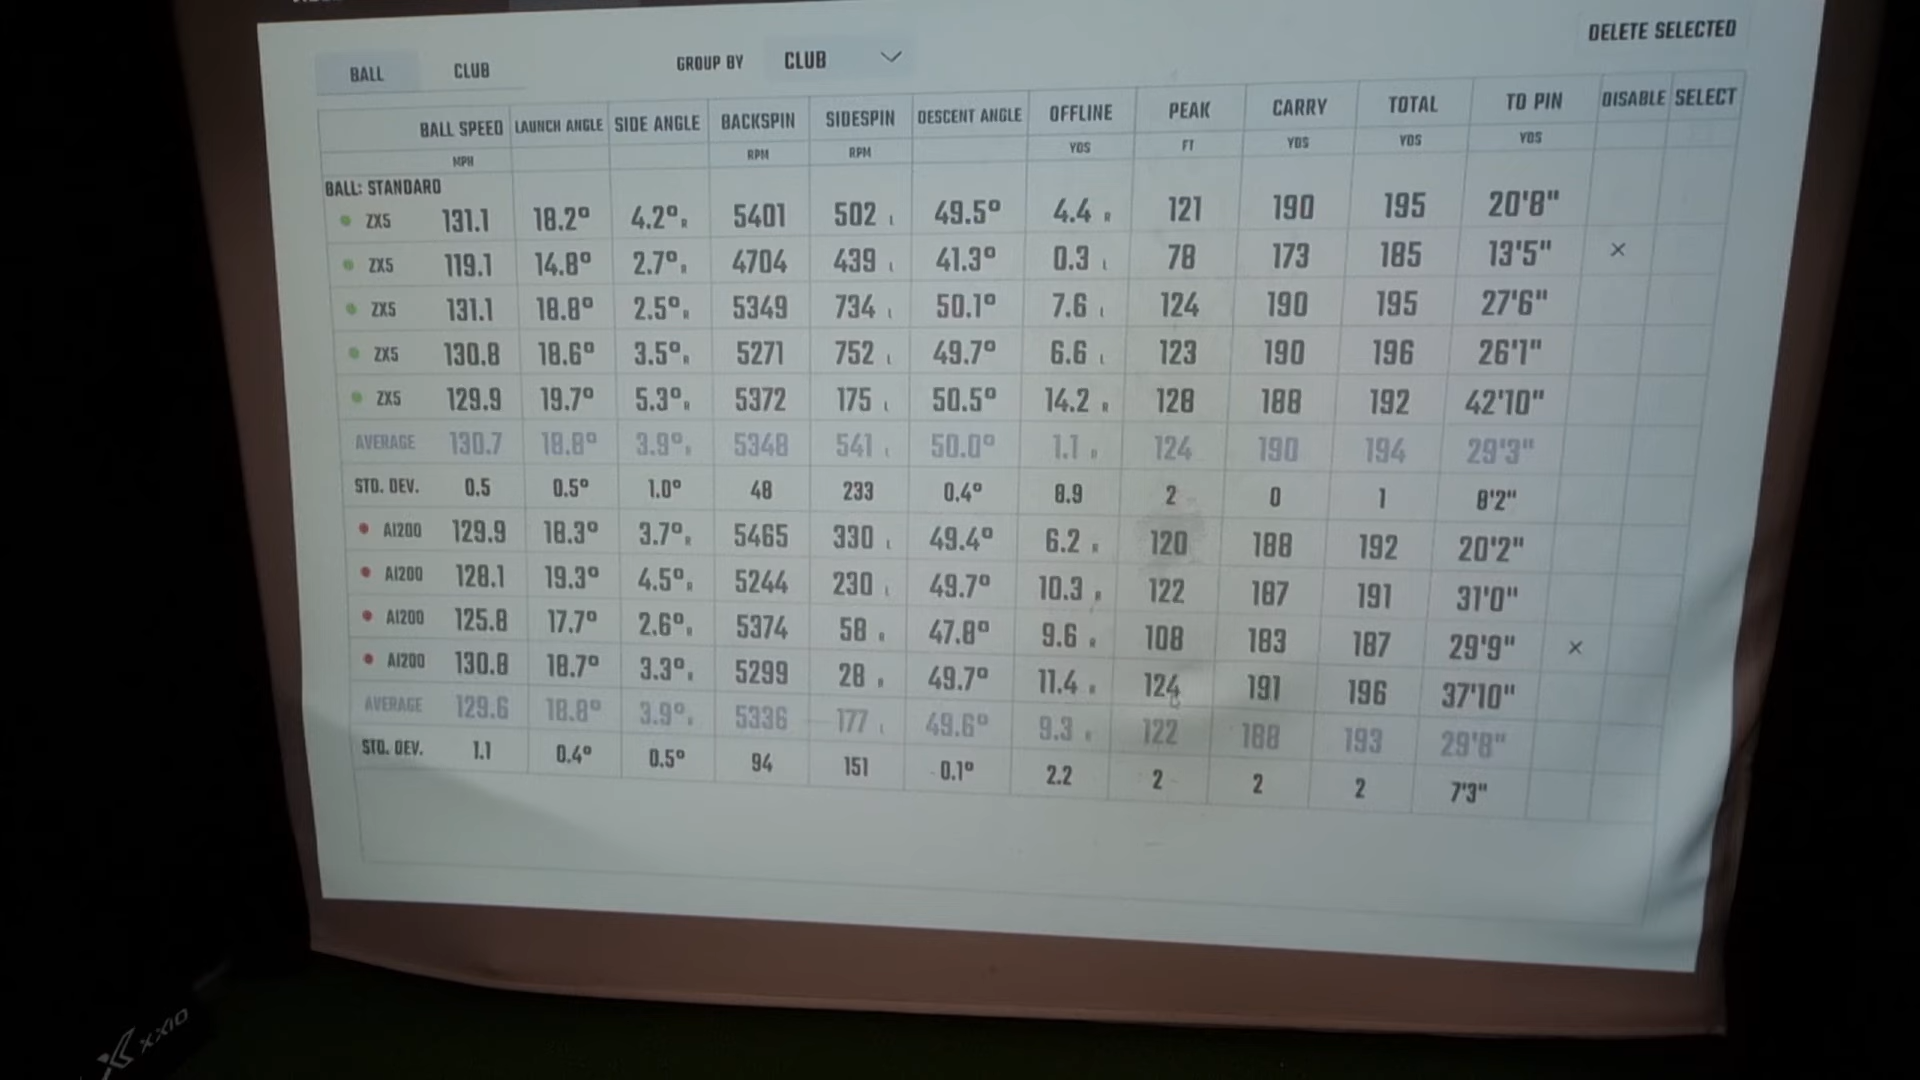 DELETE SELECTED
BALL CLUB GROUP BY CLUB
BALL SPEED LAUNCH ANGLE SIDE ANGLE BACKSPIN SIDESPIN DESCENT ANGLE OFFLINE PEAK CARRY TOTAL TO PIN DISABLE SELECT
MPH RPM RPM YDS FT YDS YDS YDS
BALL: STANDARD
ZX5 131.1 18.2° 4.2° R 5401 502 L 49.5° 4.4 R 121 190 195 20'8"
ZX5 119.1 14.8° 2.7° R 4704 439 L 41.3° 0.3 L 78 173 185 13'5" ×
ZX5 131.1 18.8° 2.5° R 5349 734 L 50.1° 7.6 L 124 190 195 27'6"
ZX5 130.8 18.6° 3.5° R 5271 752 L 49.7° 6.6 L 123 190 196 26'1"
ZX5 129.9 19.7° 5.3° R 5372 175 L 50.5° 14.2 R 128 188 192 42'10"
AVERAGE 130.7 18.8° 3.9° R 5348 541 L 50.0° 1.1 R 124 190 194 29'3"
STD. DEV. 0.5 0.5° 1.0° 48 233 0.4° 8.9 2 0 1 8'2"
AI200 129.9 18.3° 3.7° R 5465 330 L 49.4° 6.2 R 120 188 192 20'2"
AI200 128.1 19.3° 4.5° R 5244 230 L 49.7° 10.3 R 122 187 191 31'0"
AI200 125.8 17.7° 2.6° R 5374 58 R 47.8° 9.6 R 108 183 187 29'9" ×
AI200 130.8 18.7° 3.3° R 5299 28 R 49.7° 11.4 R 124 191 196 37'10"
AVERAGE 129.6 18.8° 3.9° R 5336 177 L 49.6° 9.3 R 122 188 193 29'8"
STD. DEV. 1.1 0.4° 0.5° 94 151 0.1° 2.2 2 2 2 7'3"
XXIO